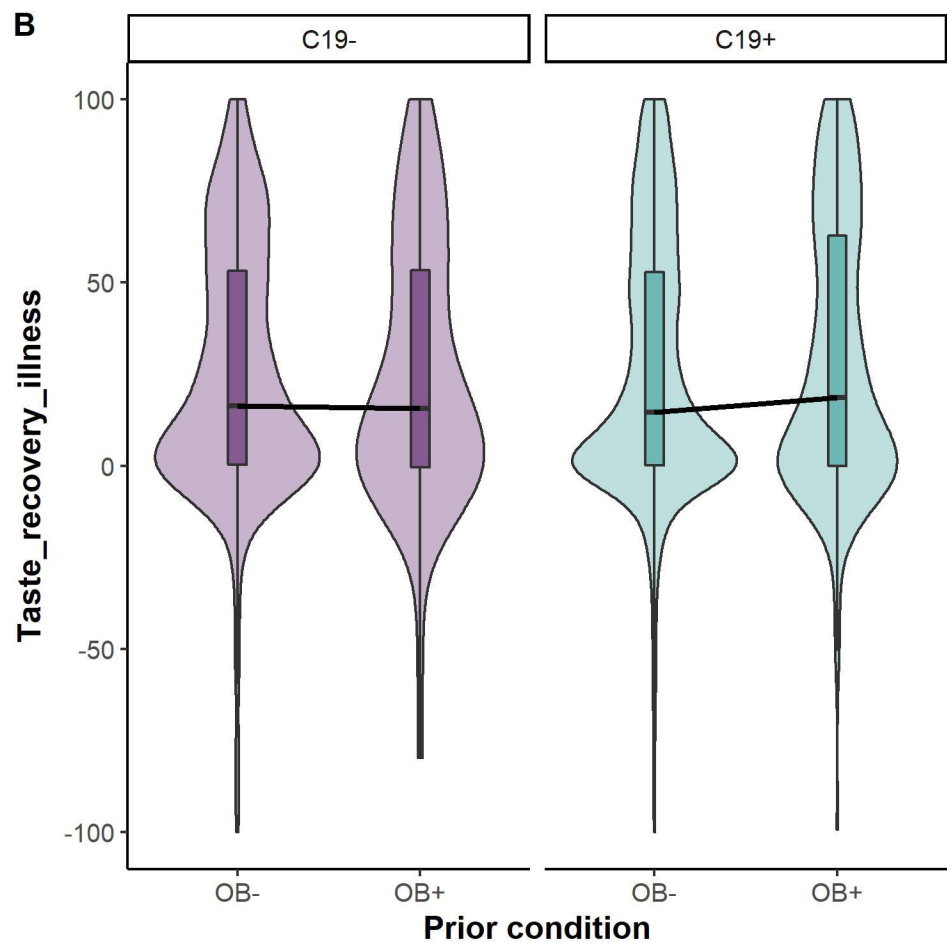 B
C19-
C19+
Taste_recovery_illness
100
50
0
-50
-100
OB-
OB+
OB-
OB+
Prior condition